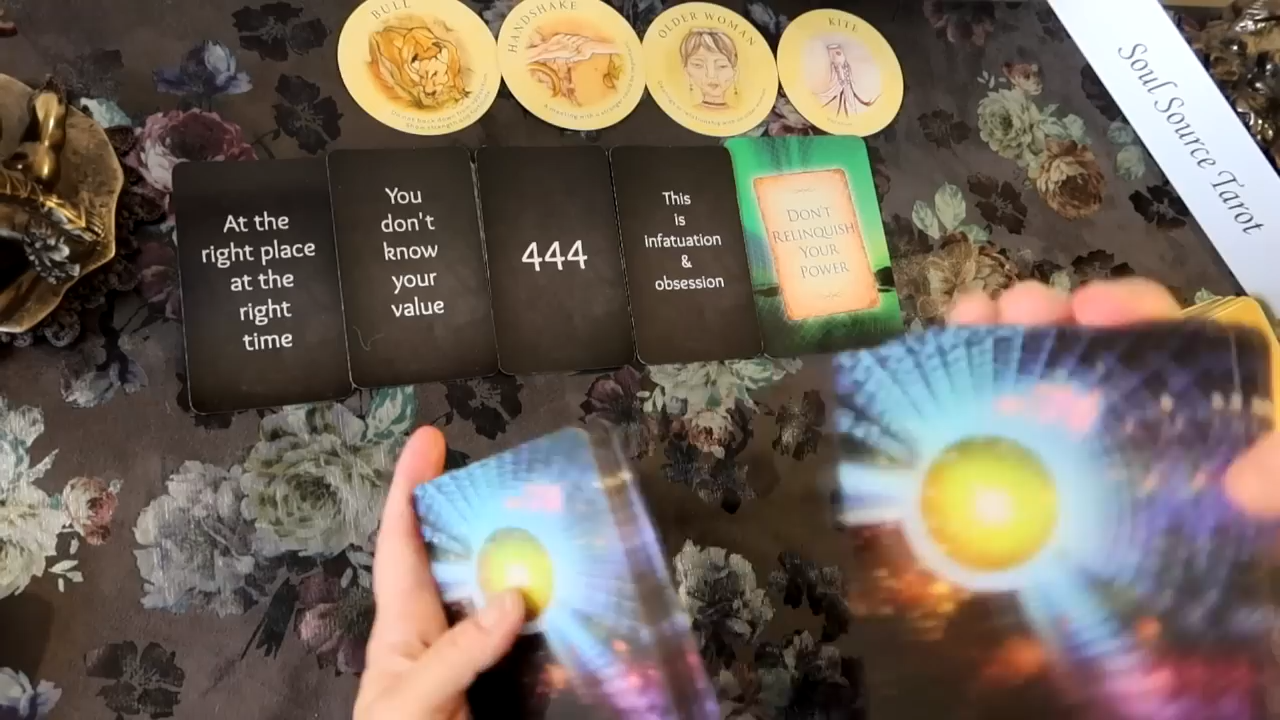 BULL
HANDSHAKE
OLDER WOMAN
KITE
Soul Source Tarot
At the
right place
at the
right
time
You
don't
know
your
value
444
This
is
infatuation
&
obsession
DON'T
RELINQUISH
YOUR
POWER